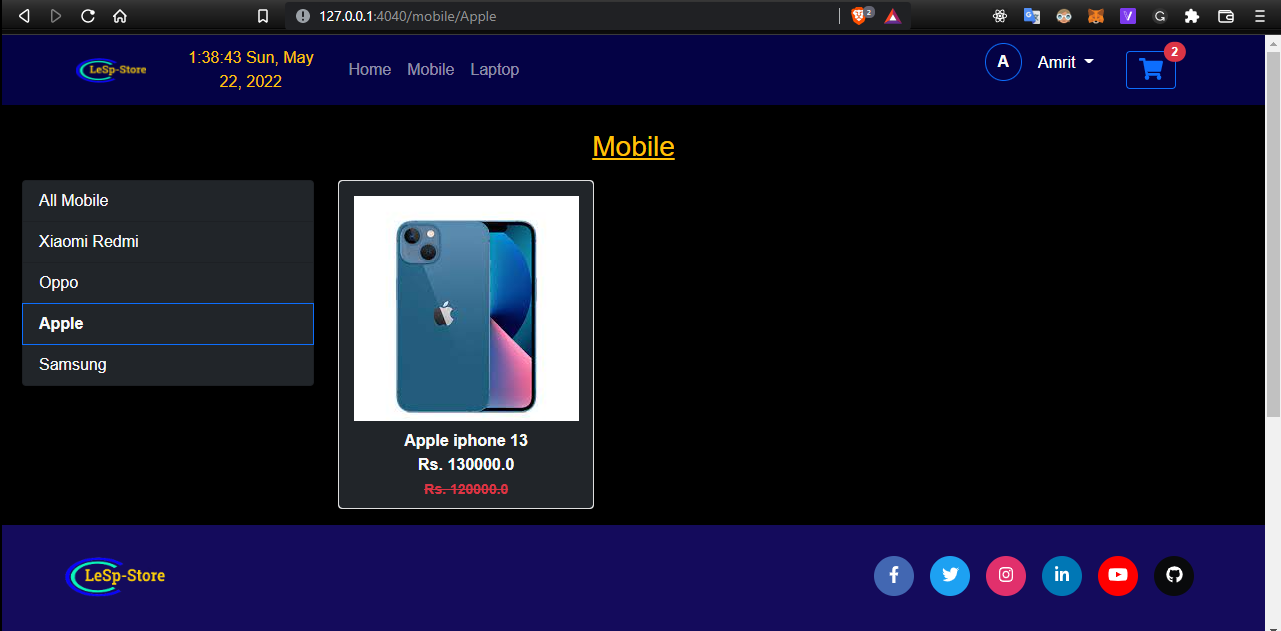 127.0.0.1:4040/mobile/Apple
2
LeSp-Store
1:38:43 Sun, May
22, 2022
Home Mobile Laptop
A
Amrit
2
Mobile
All Mobile
Xiaomi Redmi
Oppo
Apple
Samsung
Apple iphone 13
Rs. 130000.0
Rs. 120000.0
LeSp-Store